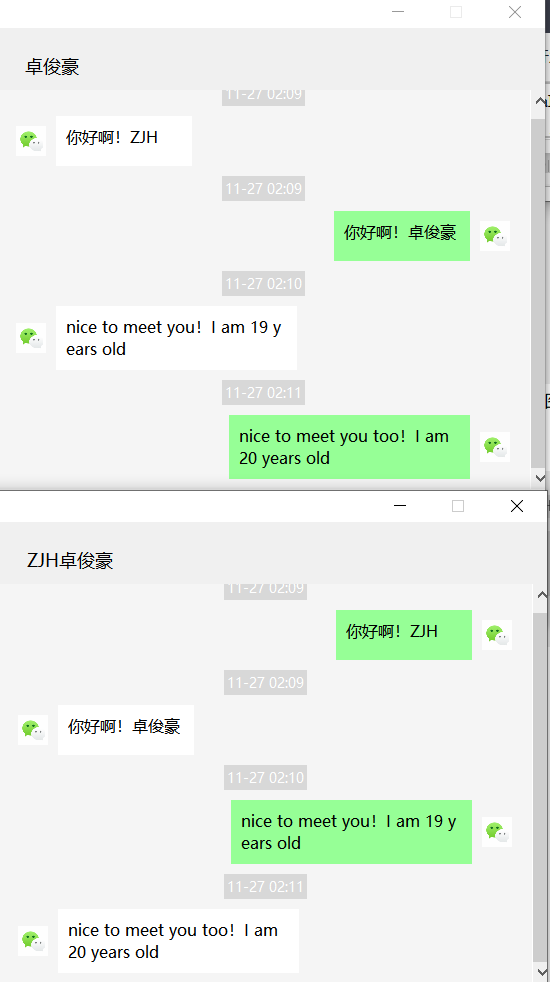 卓俊豪
11-27 02:09
你好啊！ZJH
11-27 02:09
你好啊！卓俊豪
11-27 02:10
nice to meet you！I am 19 y
ears old
11-27 02:11
nice to meet you too！I am
20 years old
ZJH卓俊豪
11-27 02:09
你好啊！ZJH
11-27 02:09
你好啊！卓俊豪
11-27 02:10
nice to meet you！I am 19 y
ears old
11-27 02:11
nice to meet you too！I am
20 years old